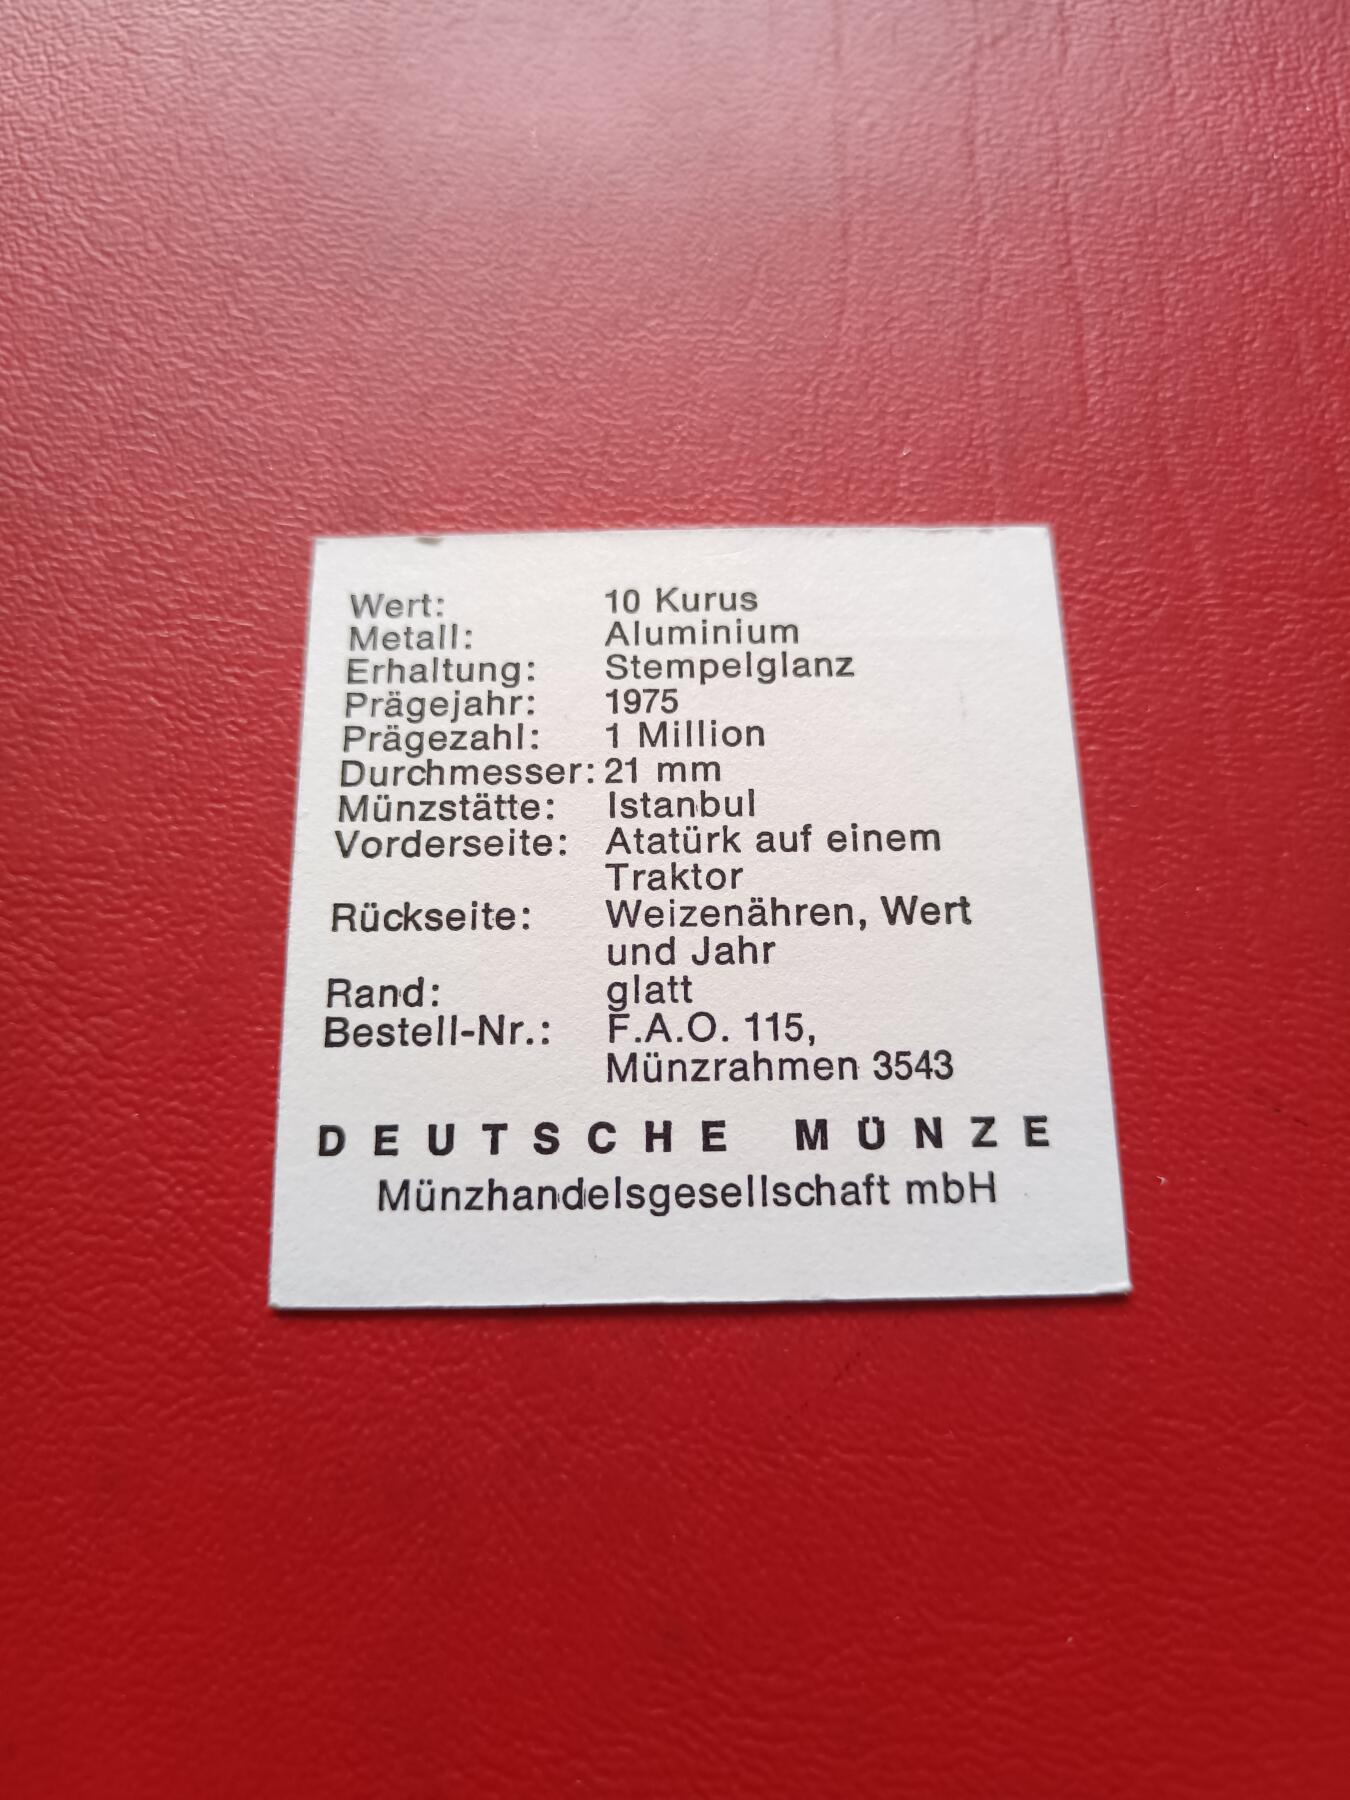 Wert: 10 Kurus
Metall: Aluminium
Erhaltung: Stempelglanz
Prägejahr: 1975
Prägezahl: 1 Million
Durchmesser: 21 mm
Münzstätte: Istanbul
Vorderseite: Atatürk auf einem
Traktor
Rückseite: Weizenähren, Wert
und Jahr
Rand: glatt
Bestell-Nr.: F.A.O. 115,
Münzrahmen 3543
DEUTSCHE MÜNZE
Münzhandelsgesellschaft mbH